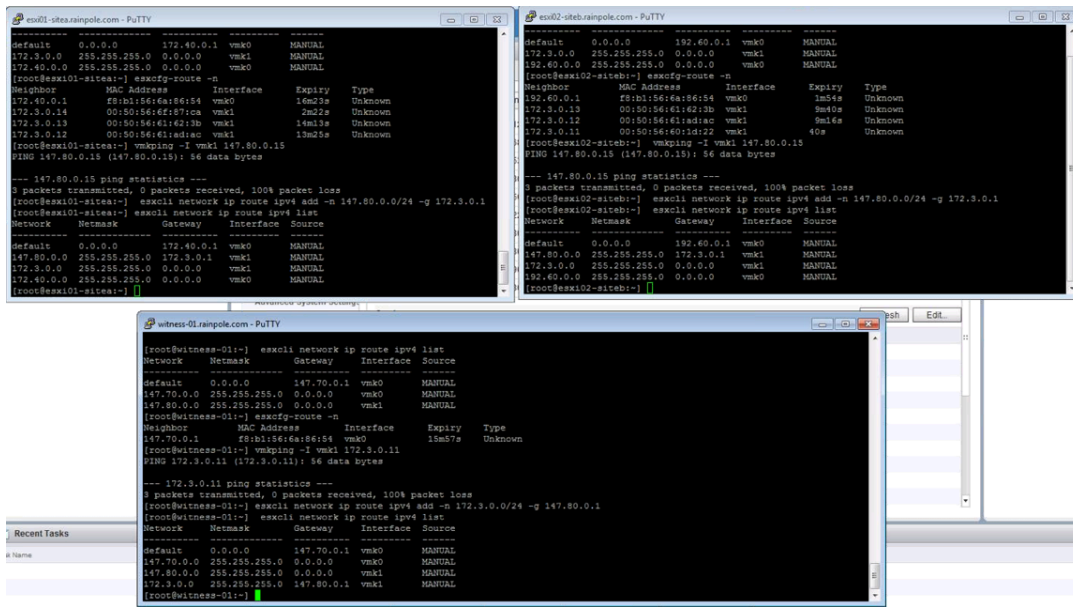 esxi01-sitea.rainpole.com - PuTTY
---------- ------------- ---------- --------- ------
default 0.0.0.0 172.40.0.1 vmk0 MANUAL
172.3.0.0 255.255.255.0 0.0.0.0 vmk1 MANUAL
172.40.0.0 255.255.255.0 0.0.0.0 vmk0 MANUAL
[root@esxi01-sitea:~] esxcfg-route -n
Neighbor MAC Address Interface Expiry Type
172.40.0.1 f8:b1:56:6a:86:54 vmk0 16m23s Unknown
172.3.0.14 00:50:56:6f:87:ca vmk1 2m22s Unknown
172.3.0.13 00:50:56:61:62:3b vmk1 14m13s Unknown
172.3.0.12 00:50:56:61:ad:ac vmk1 13m25s Unknown
[root@esxi01-sitea:~] vmkping -I vmk1 147.80.0.15
PING 147.80.0.15 (147.80.0.15): 56 data bytes
--- 147.80.0.15 ping statistics ---
3 packets transmitted, 0 packets received, 100% packet loss
[root@esxi01-sitea:~] esxcli network ip route ipv4 add -n 147.80.0.0/24 -g 172.3.0.1
[root@esxi01-sitea:~] esxcli network ip route ipv4 list
Network Netmask Gateway Interface Source
---------- ------------- ---------- --------- ------
default 0.0.0.0 172.40.0.1 vmk0 MANUAL
147.80.0.0 255.255.255.0 172.3.0.1 vmk1 MANUAL
172.3.0.0 255.255.255.0 0.0.0.0 vmk1 MANUAL
172.40.0.0 255.255.255.0 0.0.0.0 vmk0 MANUAL
[root@esxi01-sitea:~]
esxi02-siteb.rainpole.com - PuTTY
---------- ------------- ---------- --------- ------
default 0.0.0.0 192.60.0.1 vmk0 MANUAL
172.3.0.0 255.255.255.0 0.0.0.0 vmk1 MANUAL
192.60.0.0 255.255.255.0 0.0.0.0 vmk0 MANUAL
[root@esxi02-siteb:~] esxcfg-route -n
Neighbor MAC Address Interface Expiry Type
192.60.0.1 f8:b1:56:6a:86:54 vmk0 1m54s Unknown
172.3.0.13 00:50:56:61:62:3b vmk1 9m40s Unknown
172.3.0.12 00:50:56:61:ad:ac vmk1 9m16s Unknown
172.3.0.11 00:50:56:60:1d:22 vmk1 40s Unknown
[root@esxi02-siteb:~] vmkping -I vmk1 147.80.0.15
PING 147.80.0.15 (147.80.0.15): 56 data bytes
--- 147.80.0.15 ping statistics ---
3 packets transmitted, 0 packets received, 100% packet loss
[root@esxi02-siteb:~] esxcli network ip route ipv4 add -n 147.80.0.0/24 -g 172.3.0.1
[root@esxi02-siteb:~] esxcli network ip route ipv4 list
Network Netmask Gateway Interface Source
---------- ------------- ---------- --------- ------
default 0.0.0.0 192.60.0.1 vmk0 MANUAL
147.80.0.0 255.255.255.0 172.3.0.1 vmk1 MANUAL
172.3.0.0 255.255.255.0 0.0.0.0 vmk1 MANUAL
192.60.0.0 255.255.255.0 0.0.0.0 vmk0 MANUAL
[root@esxi02-siteb:~]
Edit...
witness-01.rainpole.com - PuTTY
[root@witness-01:~] esxcli network ip route ipv4 list
Network Netmask Gateway Interface Source
---------- ------------- ---------- --------- ------
default 0.0.0.0 147.70.0.1 vmk0 MANUAL
147.70.0.0 255.255.255.0 0.0.0.0 vmk0 MANUAL
147.80.0.0 255.255.255.0 0.0.0.0 vmk1 MANUAL
[root@witness-01:~] esxcfg-route -n
Neighbor MAC Address Interface Expiry Type
147.70.0.1 f8:b1:56:6a:86:54 vmk0 15m57s Unknown
[root@witness-01:~] vmkping -I vmk1 172.3.0.11
PING 172.3.0.11 (172.3.0.11): 56 data bytes
--- 172.3.0.11 ping statistics ---
3 packets transmitted, 0 packets received, 100% packet loss
[root@witness-01:~] esxcli network ip route ipv4 add -n 172.3.0.0/24 -g 147.80.0.1
[root@witness-01:~] esxcli network ip route ipv4 list
Network Netmask Gateway Interface Source
---------- ------------- ---------- --------- ------
default 0.0.0.0 147.70.0.1 vmk0 MANUAL
147.70.0.0 255.255.255.0 0.0.0.0 vmk0 MANUAL
147.80.0.0 255.255.255.0 0.0.0.0 vmk1 MANUAL
172.3.0.0 255.255.255.0 147.80.0.1 vmk1 MANUAL
[root@witness-01:~]
Recent Tasks
Name